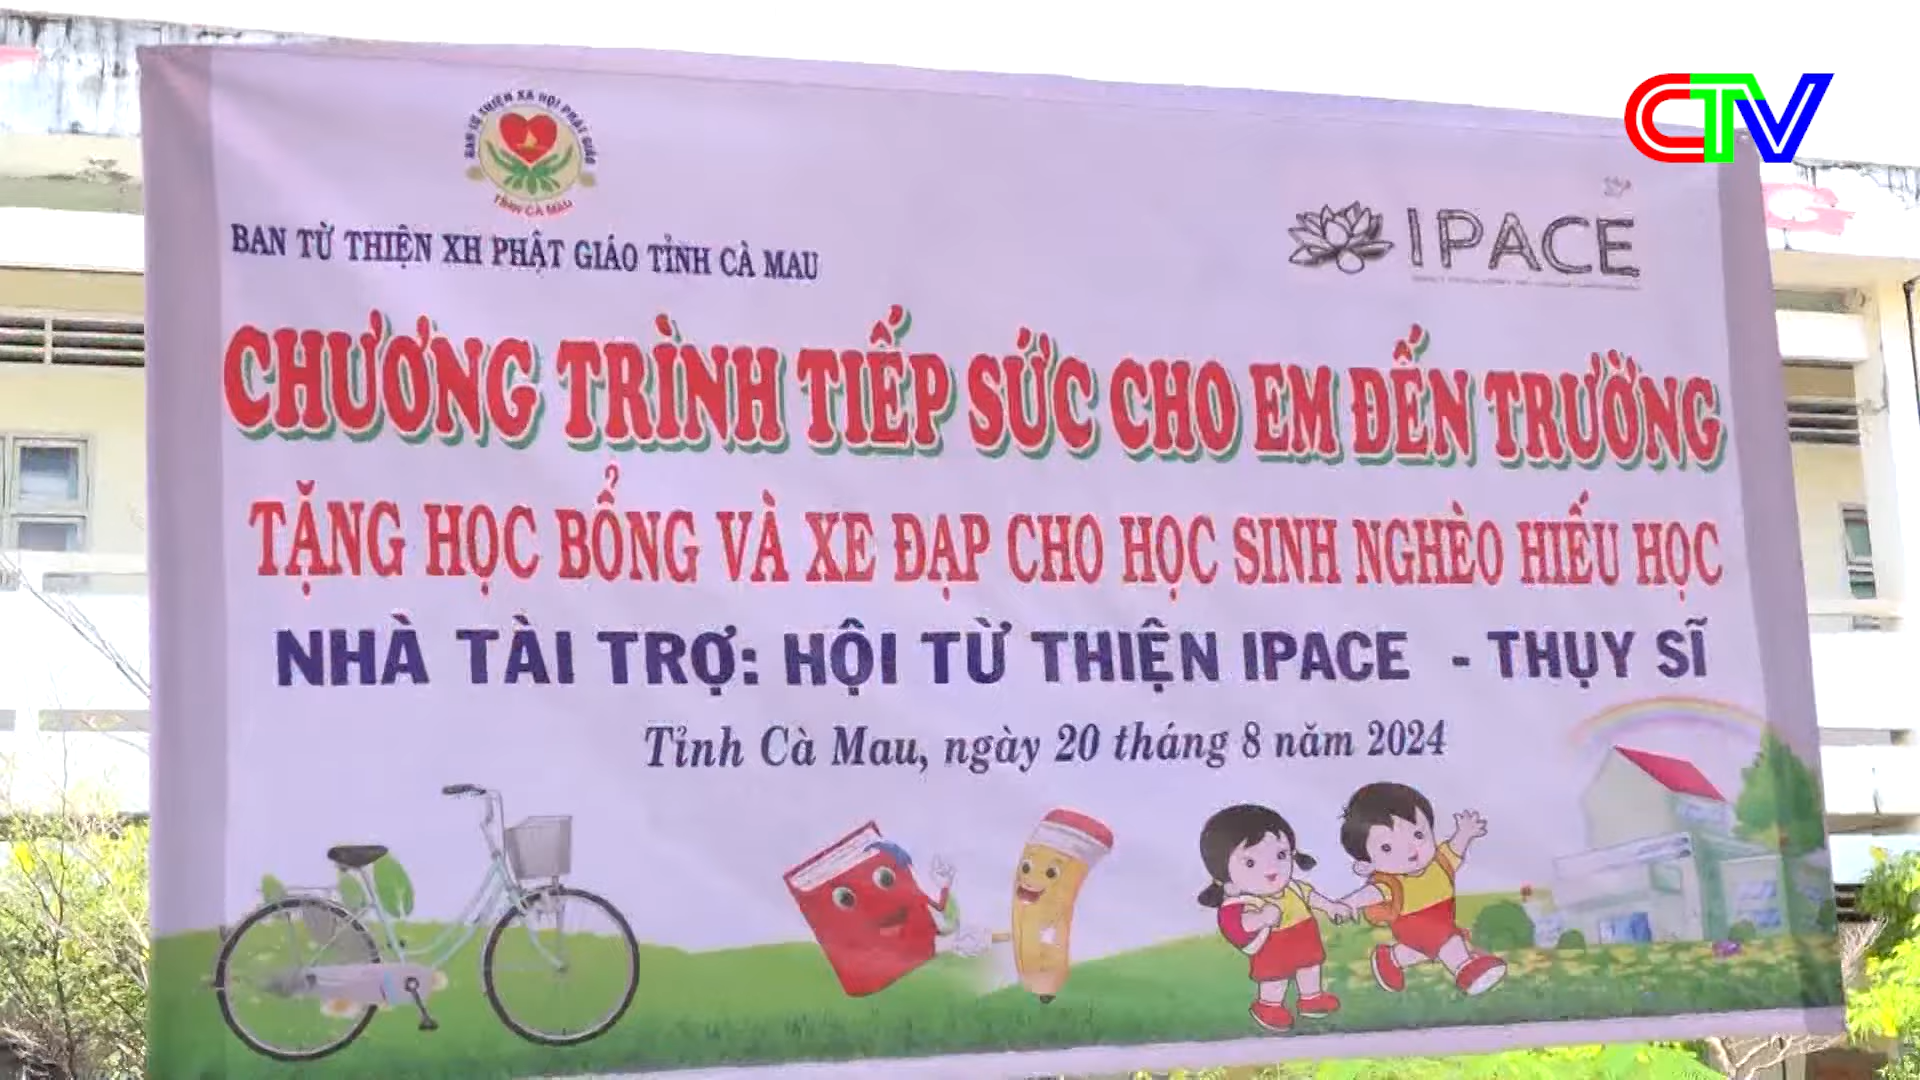 CTV
BAN TỪ THIỆN XÃ HỘI PHẬT GIÁO
TỈNH CÀ MAU
BAN TỪ THIỆN XH PHẬT GIÁO TỈNH CÀ MAU
IPACE
CHƯƠNG TRÌNH TIẾP SỨC CHO EM ĐẾN TRƯỜNG
TẶNG HỌC BỔNG VÀ XE ĐẠP CHO HỌC SINH NGHÈO HIẾU HỌC
NHÀ TÀI TRỢ: HỘI TỪ THIỆN IPACE - THỤY SĨ
Tỉnh Cà Mau, ngày 20 tháng 8 năm 2024